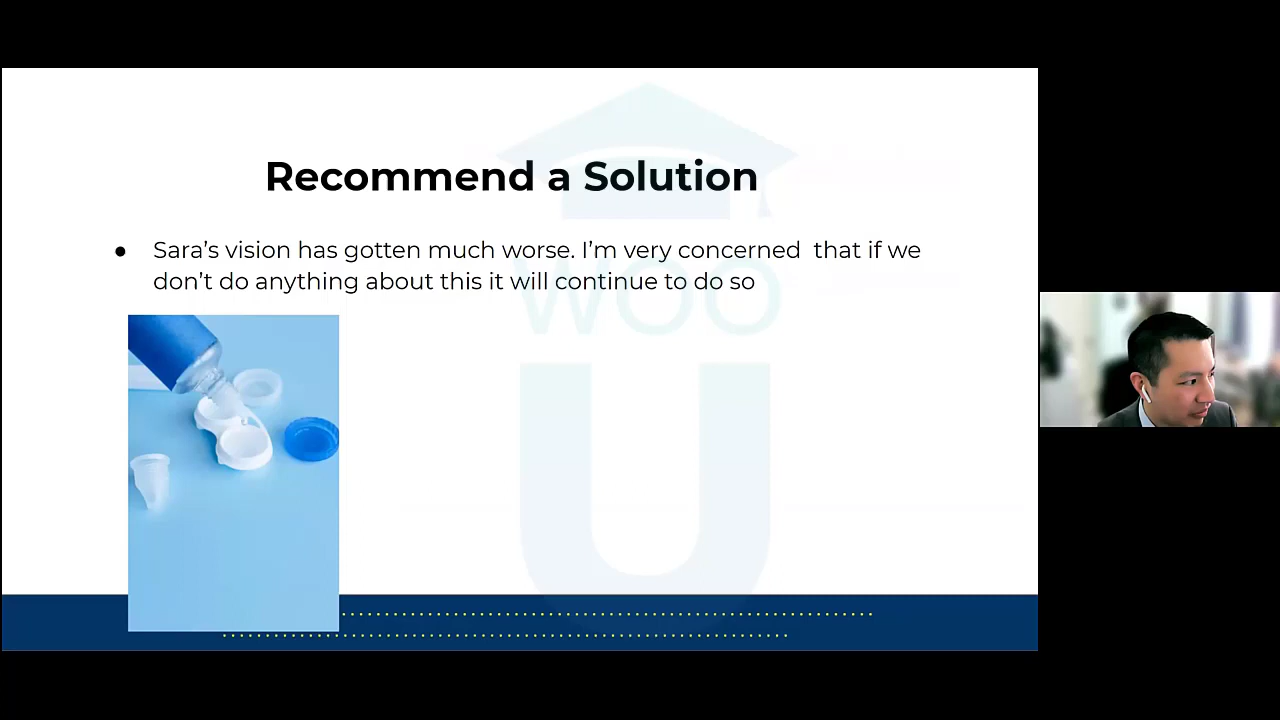 Recommend a Solution
● Sara’s vision has gotten much worse. I’m very concerned  that if we
don’t do anything about this it will continue to do so
WOO
U